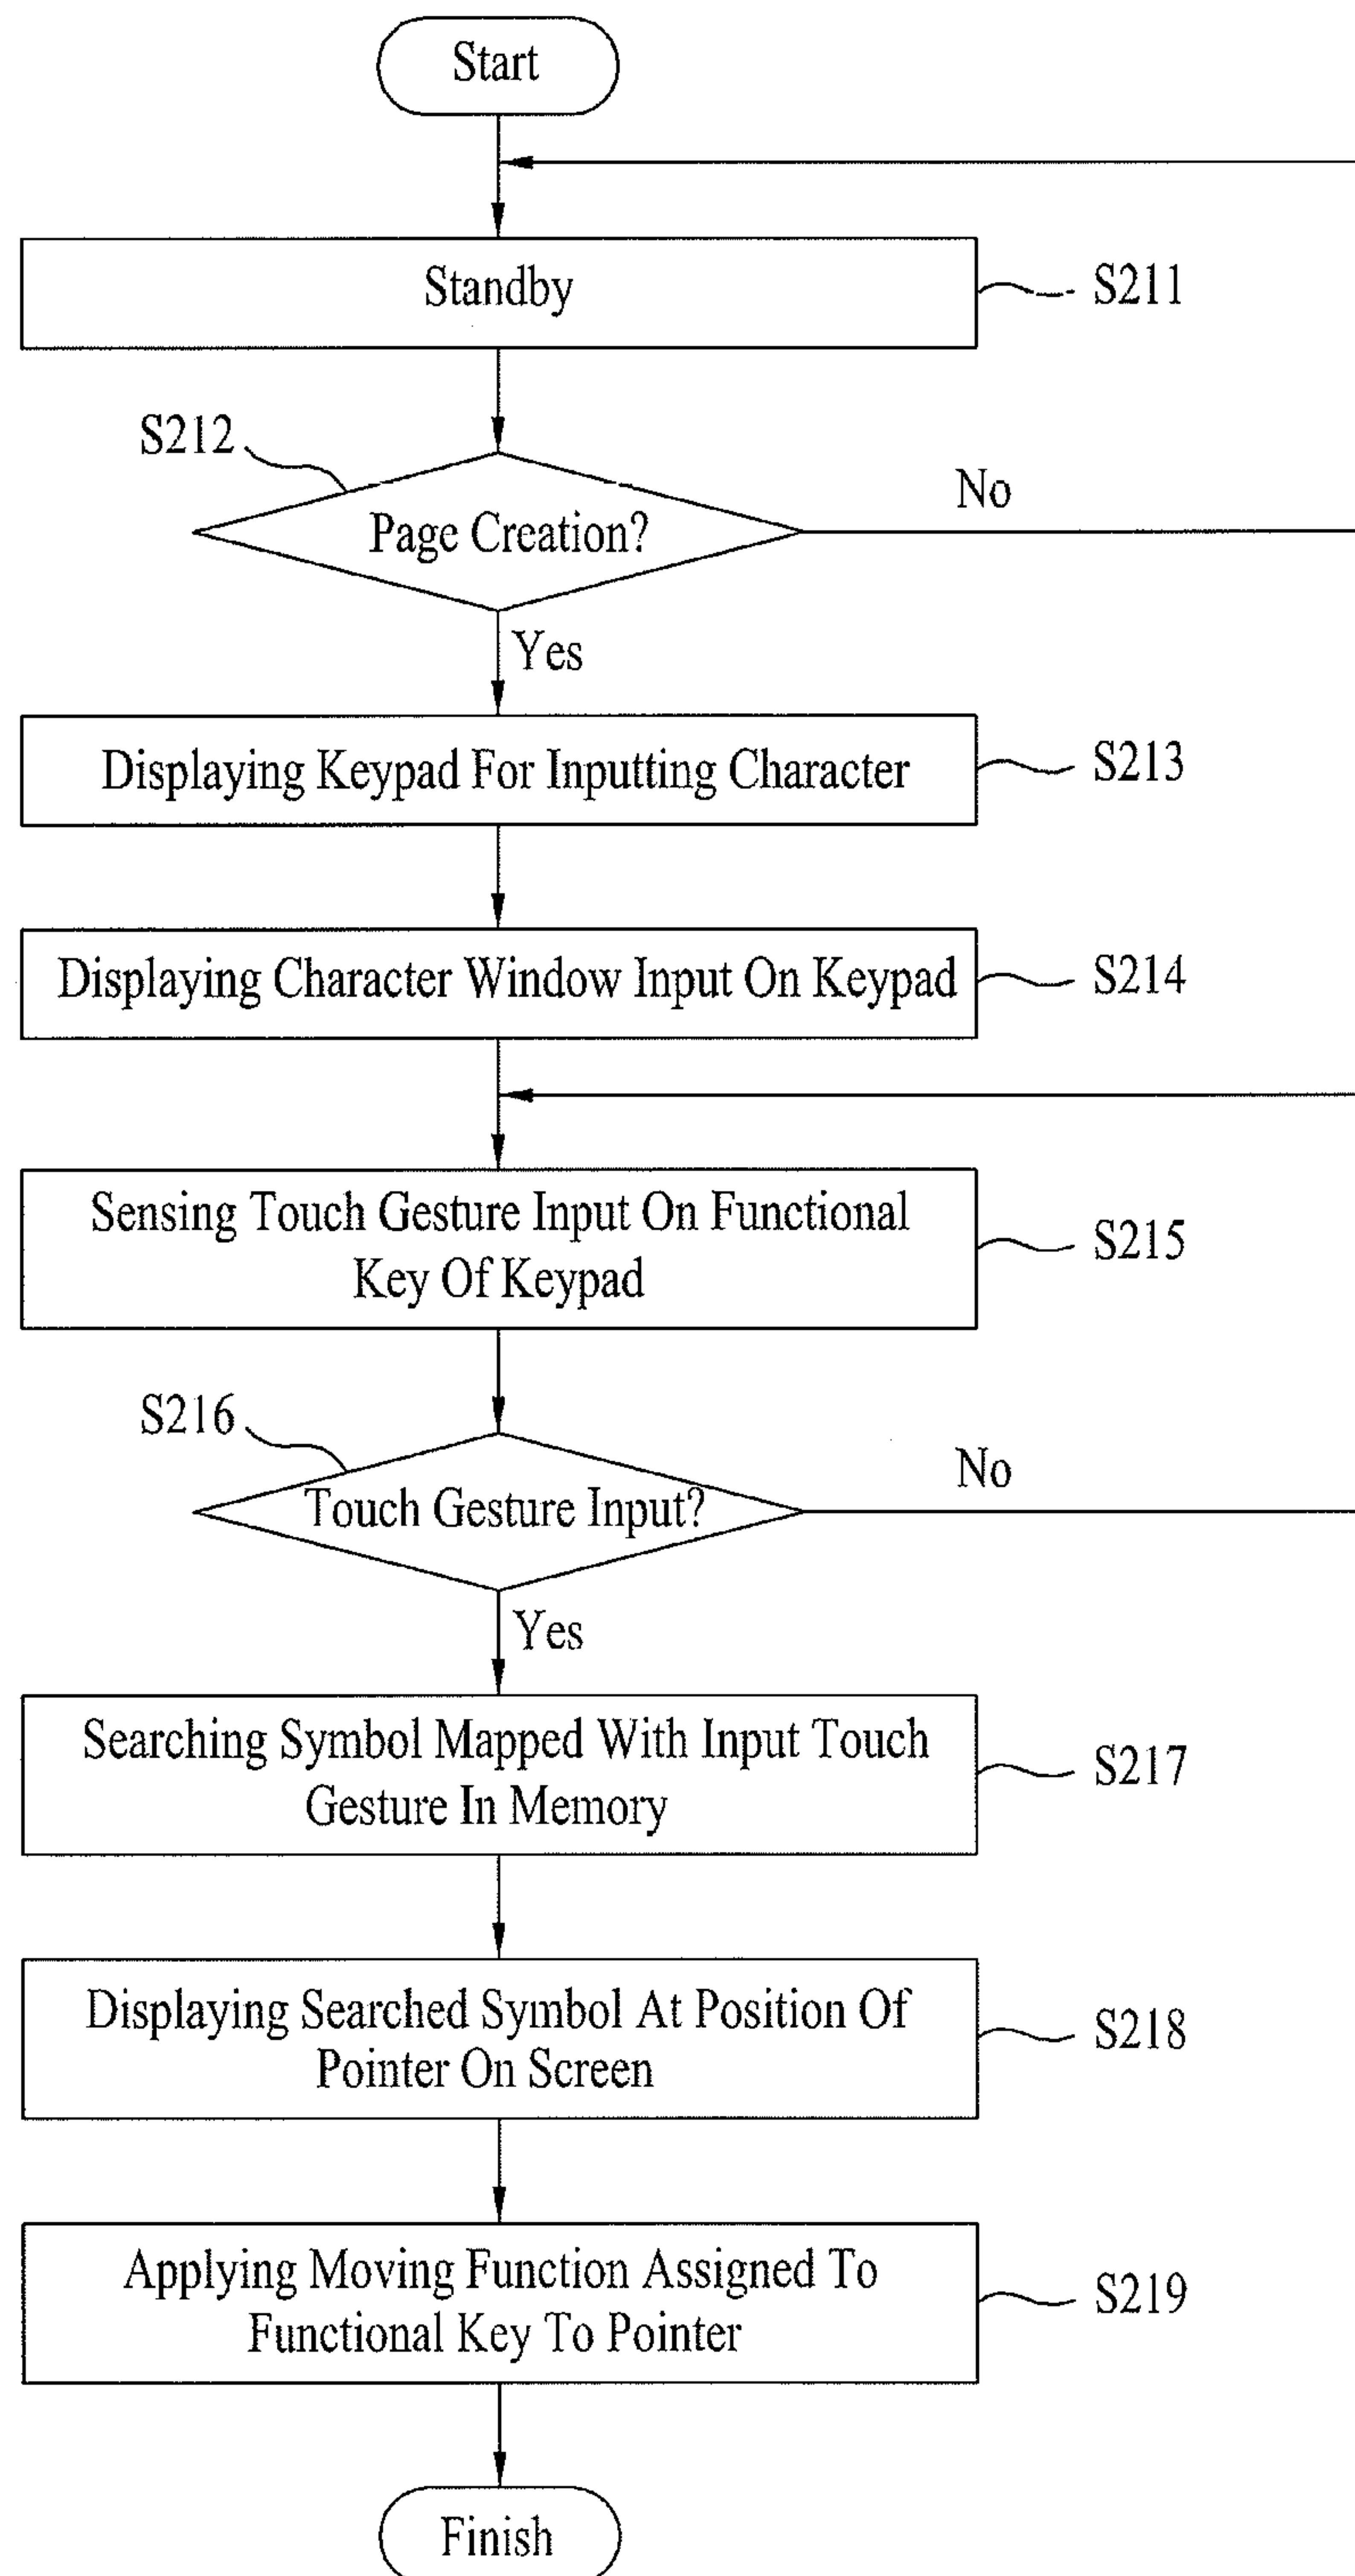 Start
Standby
S211
S212
Page Creation?
No
Yes
Displaying Keypad For Inputting Character
S213
Displaying Character Window Input On Keypad
S214
Sensing Touch Gesture Input On Functional
Key Of Keypad
S215
S216
Touch Gesture Input?
No
Yes
Searching Symbol Mapped With Input Touch
Gesture In Memory
S217
Displaying Searched Symbol At Position Of
Pointer On Screen
S218
Applying Moving Function Assigned To
Functional Key To Pointer
S219
Finish